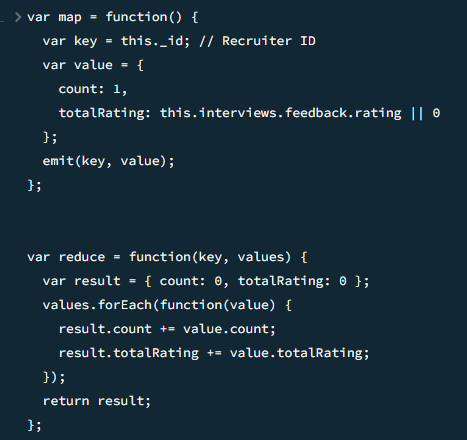 var map = function() {
  var key = this._id; // Recruiter ID
  var value = {
    count: 1,
    totalRating: this.interviews.feedback.rating || 0
  };
  emit(key, value);
};
var reduce = function(key, values) {
  var result = { count: 0, totalRating: 0 };
  values.forEach(function(value) {
    result.count += value.count;
    result.totalRating += value.totalRating;
  });
  return result;
};